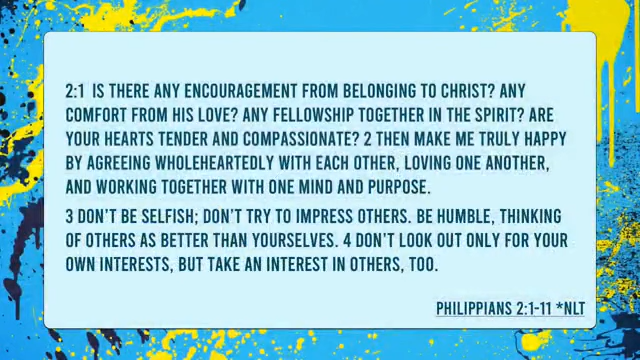 2:1 IS THERE ANY ENCOURAGEMENT FROM BELONGING TO CHRIST? ANY
COMFORT FROM HIS LOVE? ANY FELLOWSHIP TOGETHER IN THE SPIRIT? ARE
YOUR HEARTS TENDER AND COMPASSIONATE? 2 THEN MAKE ME TRULY HAPPY
BY AGREEING WHOLEHEARTEDLY WITH EACH OTHER, LOVING ONE ANOTHER,
AND WORKING TOGETHER WITH ONE MIND AND PURPOSE.
3 DON'T BE SELFISH; DON'T TRY TO IMPRESS OTHERS. BE HUMBLE, THINKING
OF OTHERS AS BETTER THAN YOURSELVES. 4 DON'T LOOK OUT ONLY FOR YOUR
OWN INTERESTS, BUT TAKE AN INTEREST IN OTHERS, TOO.
PHILIPPIANS 2:1-11 *NLT